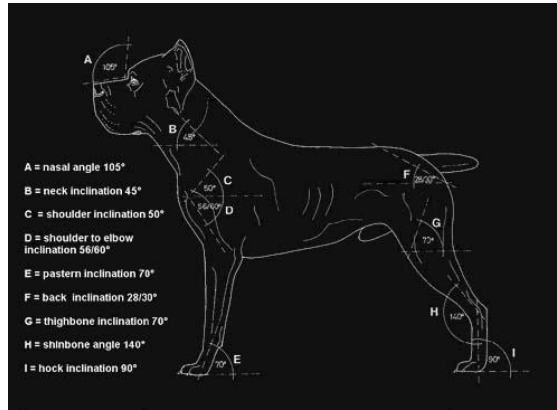 A
105°
B
45°
A = nasal angle 105°
B = neck inclination 45°
C = shoulder inclination 50°
D = shoulder to elbow
inclination 56/60°
E = pastern inclination 70°
F = back inclination 28/30°
G = thighbone inclination 70°
H = shinbone angle 140°
I = hock inclination 90°
50°
C
56/60°
D
F
28/30°
G
70°
H
140°
E
70°
I
90°